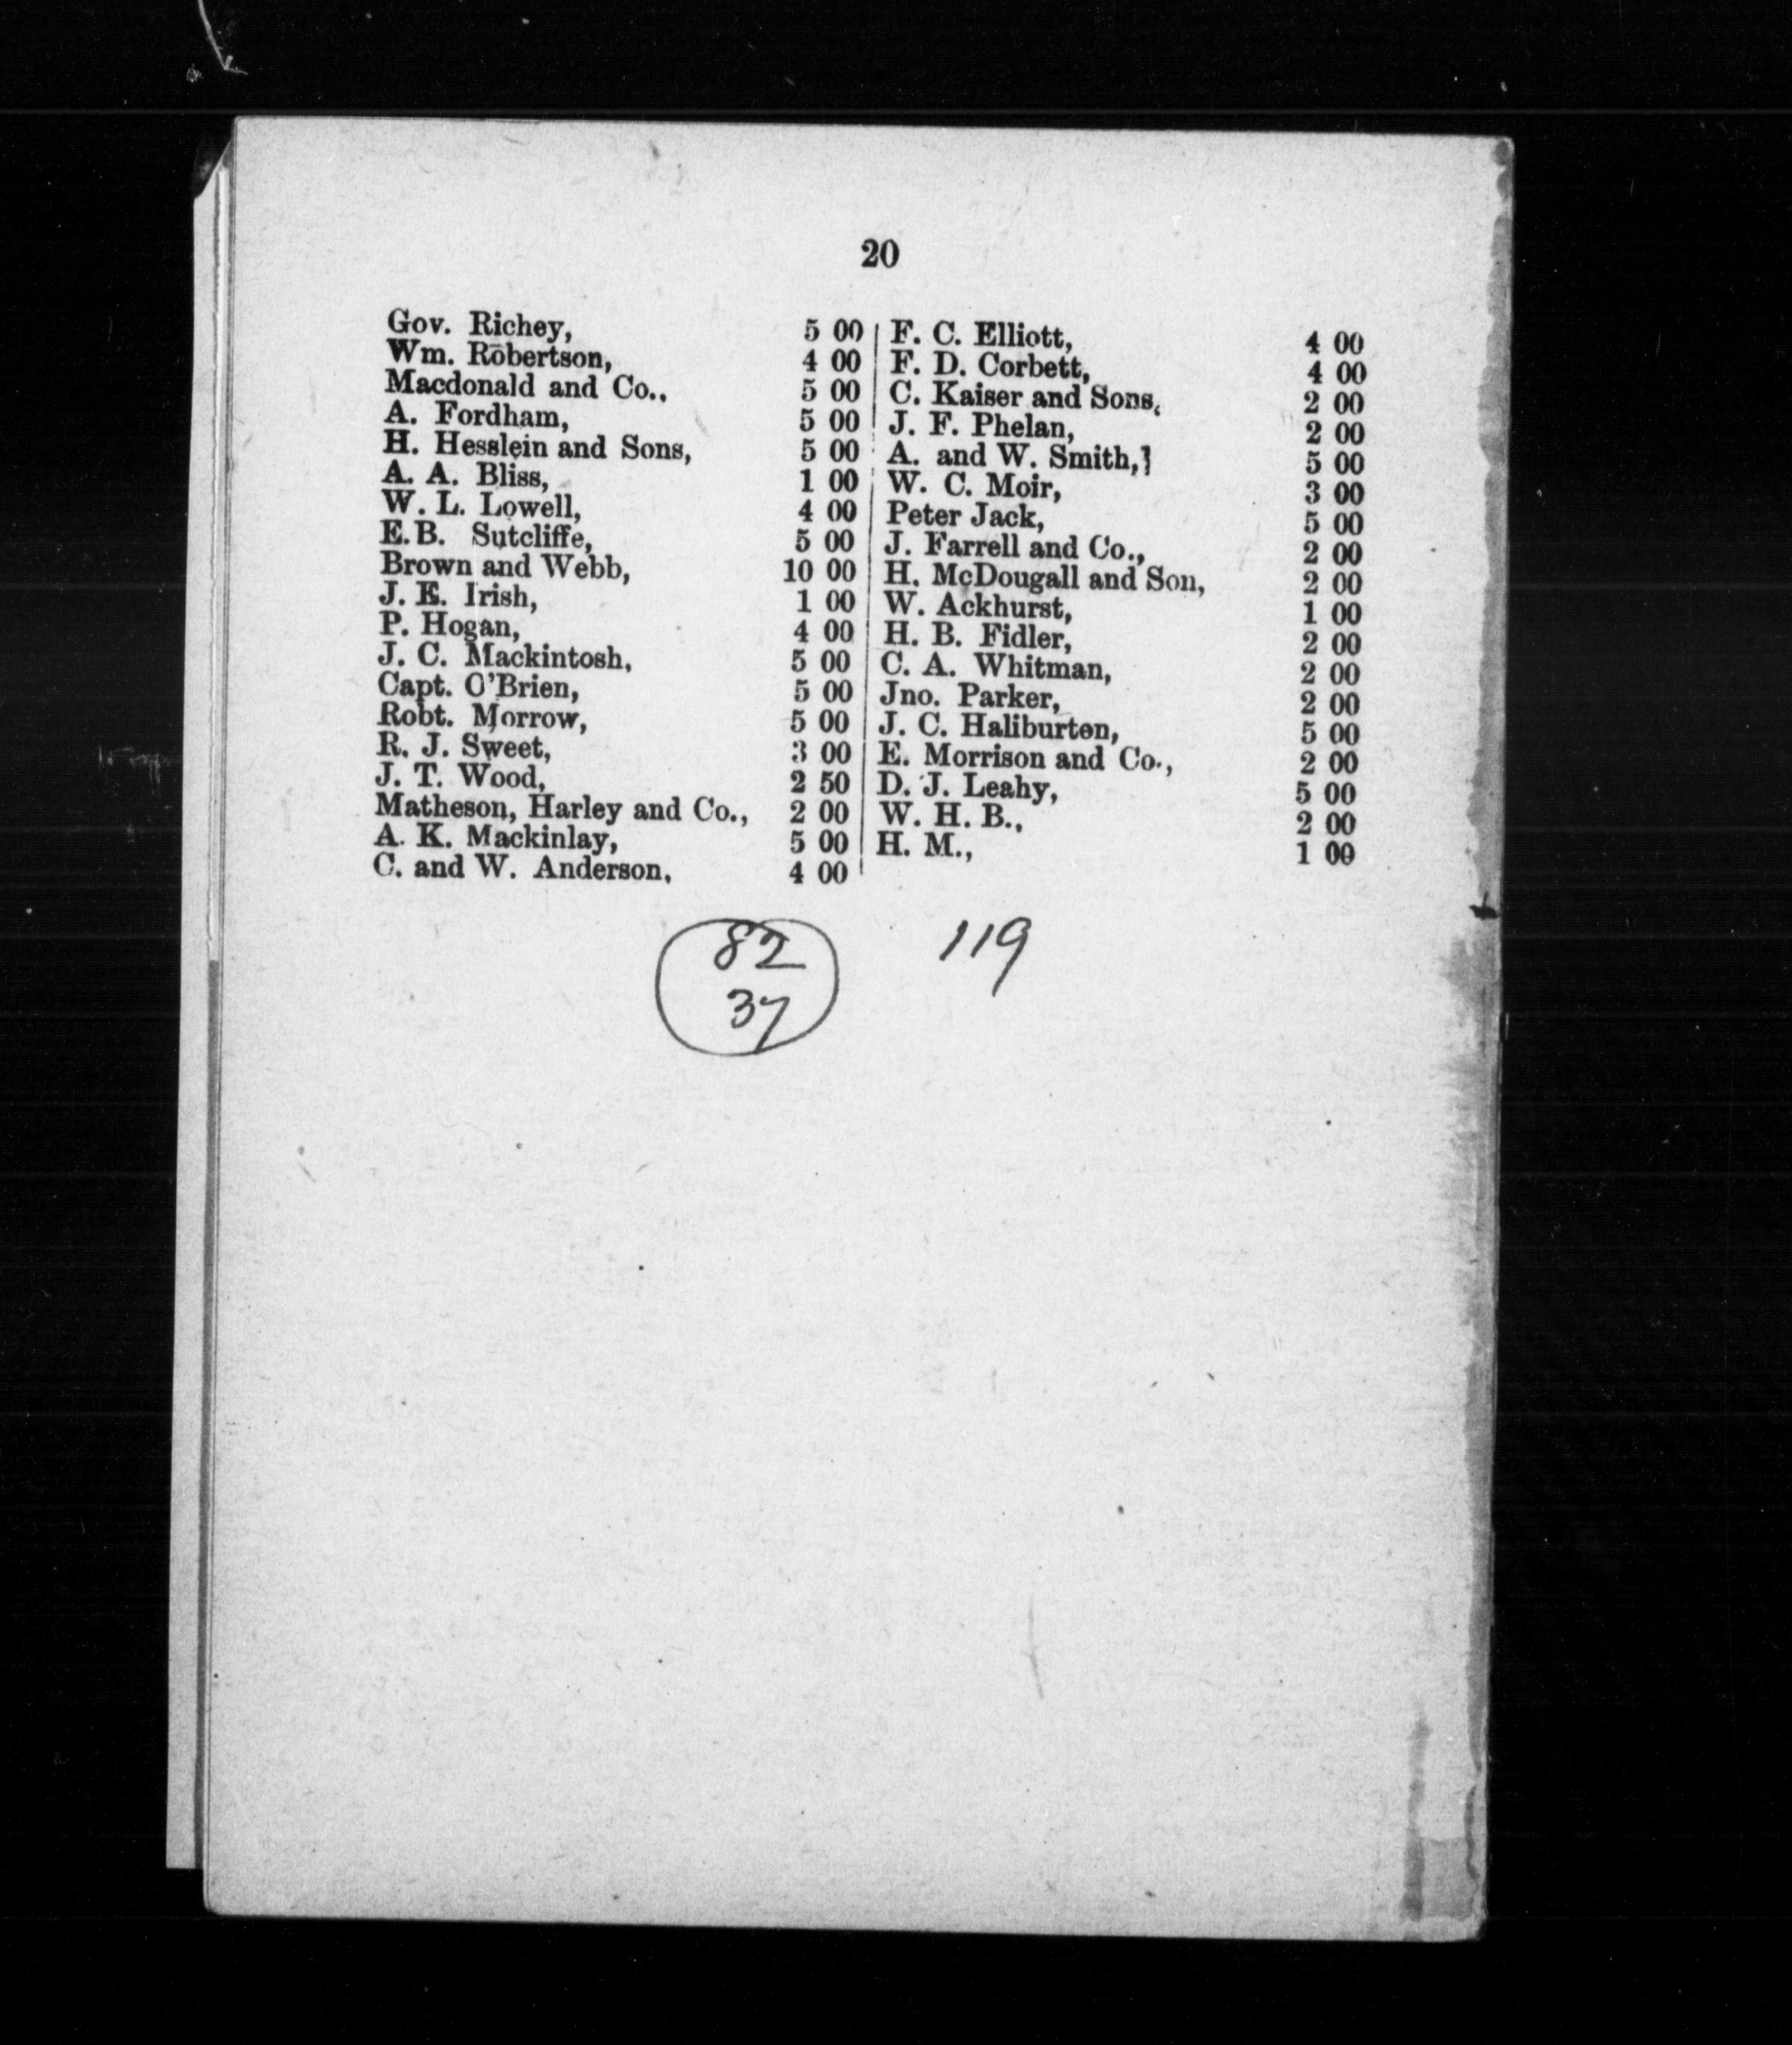 20
Gov. Richey, 5 00
Wm. Robertson, 4 00
Macdonald and Co.. 5 00
A. Fordham, 5 00
H. Hesslein and Sons, 5 00
A. A. Bliss, 1 00
W. L. Lowell, 4 00
E. B. Sutcliffe, 5 00
Brown and Webb, 10 00
J. E. Irish, 1 00
P. Hogan, 4 00
J. C. Mackintosh, 5 00
Capt. O'Brien, 5 00
Robt. Morrow, 5 00
R. J. Sweet, 3 00
J. T. Wood, 2 50
Matheson, Harley and Co., 2 00
A. K. Mackinlay, 5 00
C. and W. Anderson, 4 00
F. C. Elliott, 4 00
F. D. Corbett, 4 00
C. Kaiser and Sons, 2 00
J. F. Phelan, 2 00
A. and W. Smith, 5 00
W. C. Moir, 3 00
Peter Jack, 5 00
J. Farrell and Co., 2 00
H. McDougall and Son, 2 00
W. Ackhurst, 1 00
H. B. Fidler, 2 00
C. A. Whitman, 2 00
Jno. Parker, 2 00
J. C. Haliburton, 5 00
E. Morrison and Co., 2 00
D. J. Leahy, 5 00
W. H. B., 2 00
H. M., 1 00
82
37
119